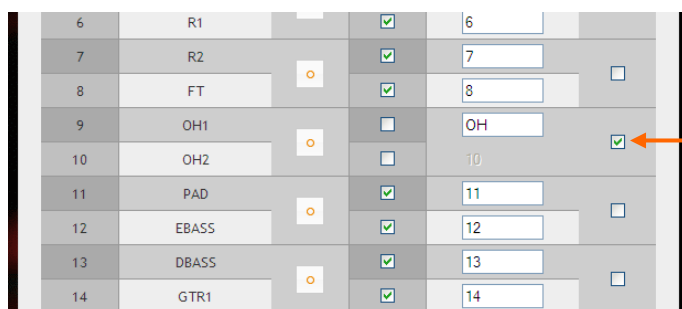 6 R1 6
7 R2 7
8 FT 8
9 OH1 OH
10 OH2 10
11 PAD 11
12 EBASS 12
13 DBASS 13
14 GTR1 14